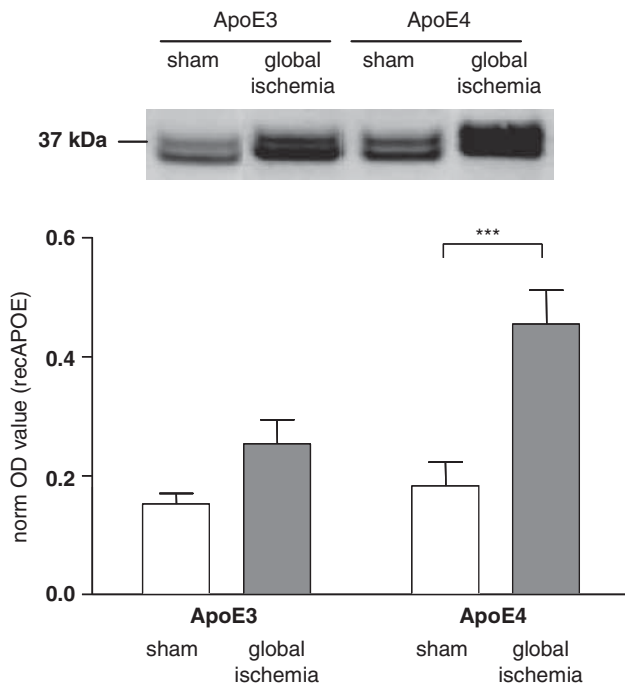 ApoE3 ApoE4
sham global ischemia sham global ischemia
37 kDa
***
norm OD value (recAPOE)
0.6
0.4
0.2
0.0
ApoE3 ApoE4
sham global ischemia sham global ischemia